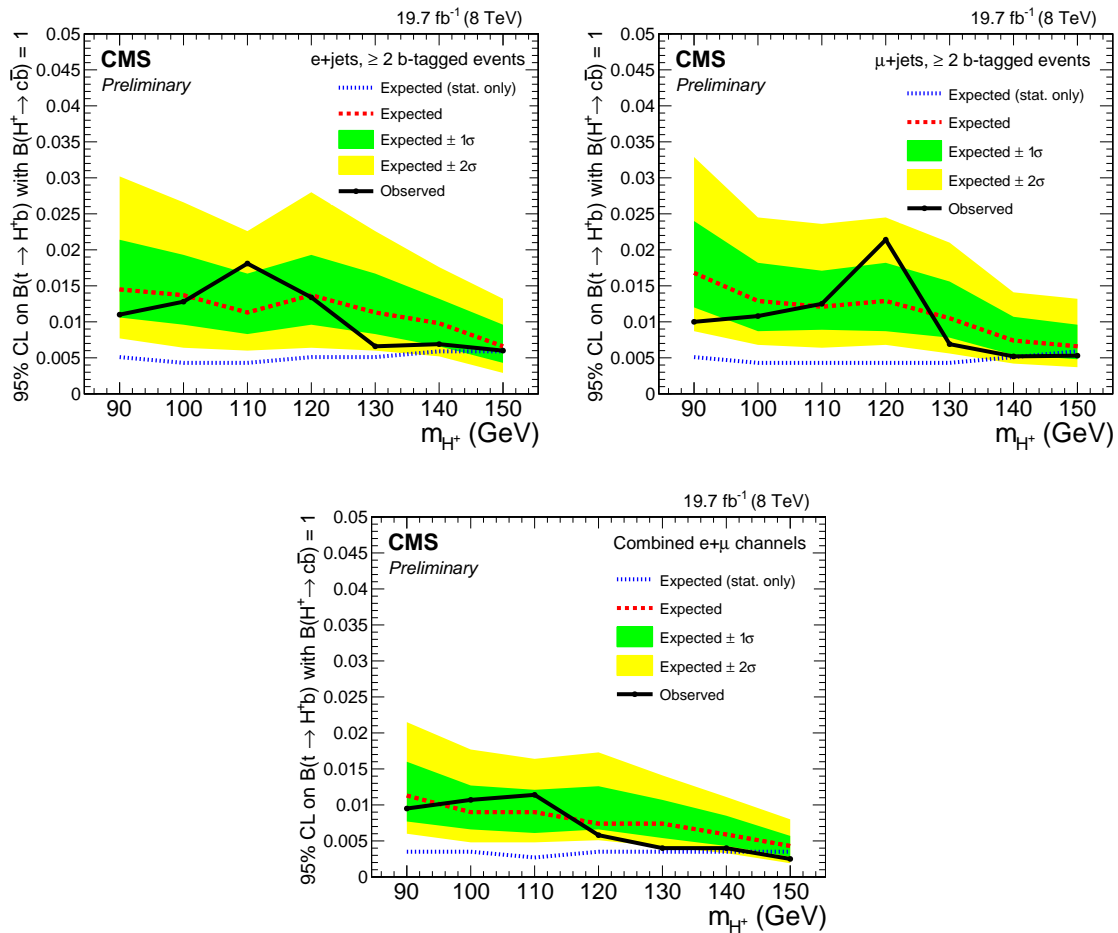 19.7 fb⁻¹ (8 TeV)
CMS
Preliminary
e+jets, ≥ 2 b-tagged events
Expected (stat. only)
Expected
Expected ± 1σ
Expected ± 2σ
Observed
95% CL on B(t → H⁺b) with B(H⁺→ cb̄) = 1
0.05
0.045
0.04
0.035
0.03
0.025
0.02
0.015
0.01
0.005
0
90 100 110 120 130 140 150
m_H⁺ (GeV)
19.7 fb⁻¹ (8 TeV)
CMS
Preliminary
μ+jets, ≥ 2 b-tagged events
Expected (stat. only)
Expected
Expected ± 1σ
Expected ± 2σ
Observed
95% CL on B(t → H⁺b) with B(H⁺→ cb̄) = 1
0.05
0.045
0.04
0.035
0.03
0.025
0.02
0.015
0.01
0.005
0
90 100 110 120 130 140 150
m_H⁺ (GeV)
19.7 fb⁻¹ (8 TeV)
CMS
Preliminary
Combined e+μ channels
Expected (stat. only)
Expected
Expected ± 1σ
Expected ± 2σ
Observed
95% CL on B(t → H⁺b) with B(H⁺→ cb̄) = 1
0.05
0.045
0.04
0.035
0.03
0.025
0.02
0.015
0.01
0.005
0
90 100 110 120 130 140 150
m_H⁺ (GeV)